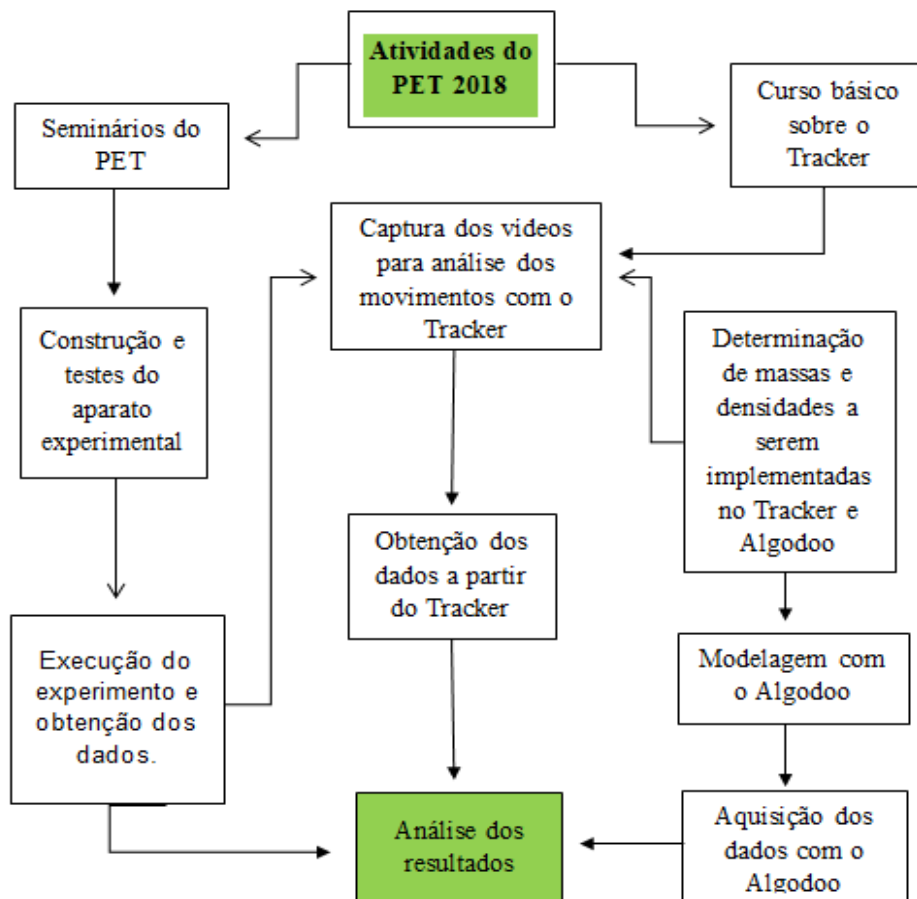 Atividades do
PET 2018
Seminários do
PET
Curso básico
sobre o
Tracker
Captura dos vídeos
para análise dos
movimentos com o
Tracker
Construção e
testes do
aparato
experimental
Determinação
de massas e
densidades a
serem
implementadas
no Tracker e
Algodoo
Obtenção dos
dados a partir
do Tracker
Execução do
experimento e
obtenção dos
dados.
Modelagem com
o Algodoo
Análise dos
resultados
Aquisição dos
dados com o
Algodoo